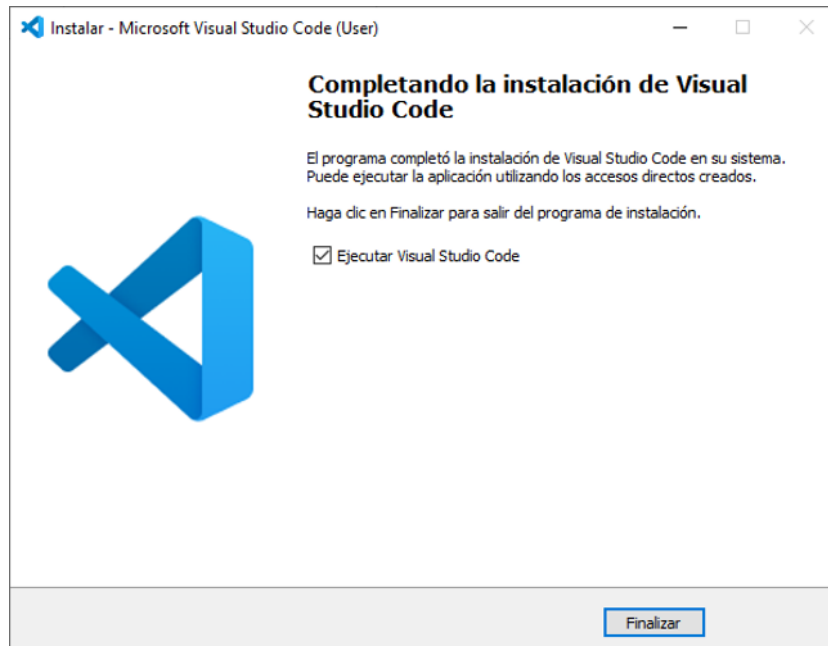 Instalar - Microsoft Visual Studio Code (User)
Completando la instalación de Visual
Studio Code
El programa completó la instalación de Visual Studio Code en su sistema.
Puede ejecutar la aplicación utilizando los accesos directos creados.
Haga clic en Finalizar para salir del programa de instalación.
Ejecutar Visual Studio Code
Finalizar